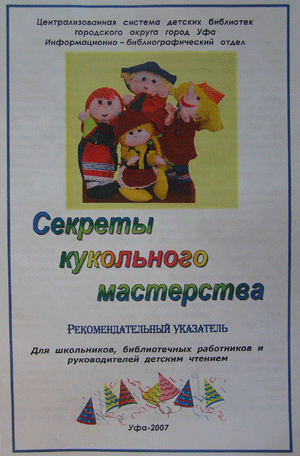 Централизованная система детских библиотек
городского округа город Уфа
Информационно – библиографический отдел
Секреты
кукольного
мастерства
Рекомендательный указатель
Для школьников, библиотечных работников и
руководителей детским чтением
Уфа-2007